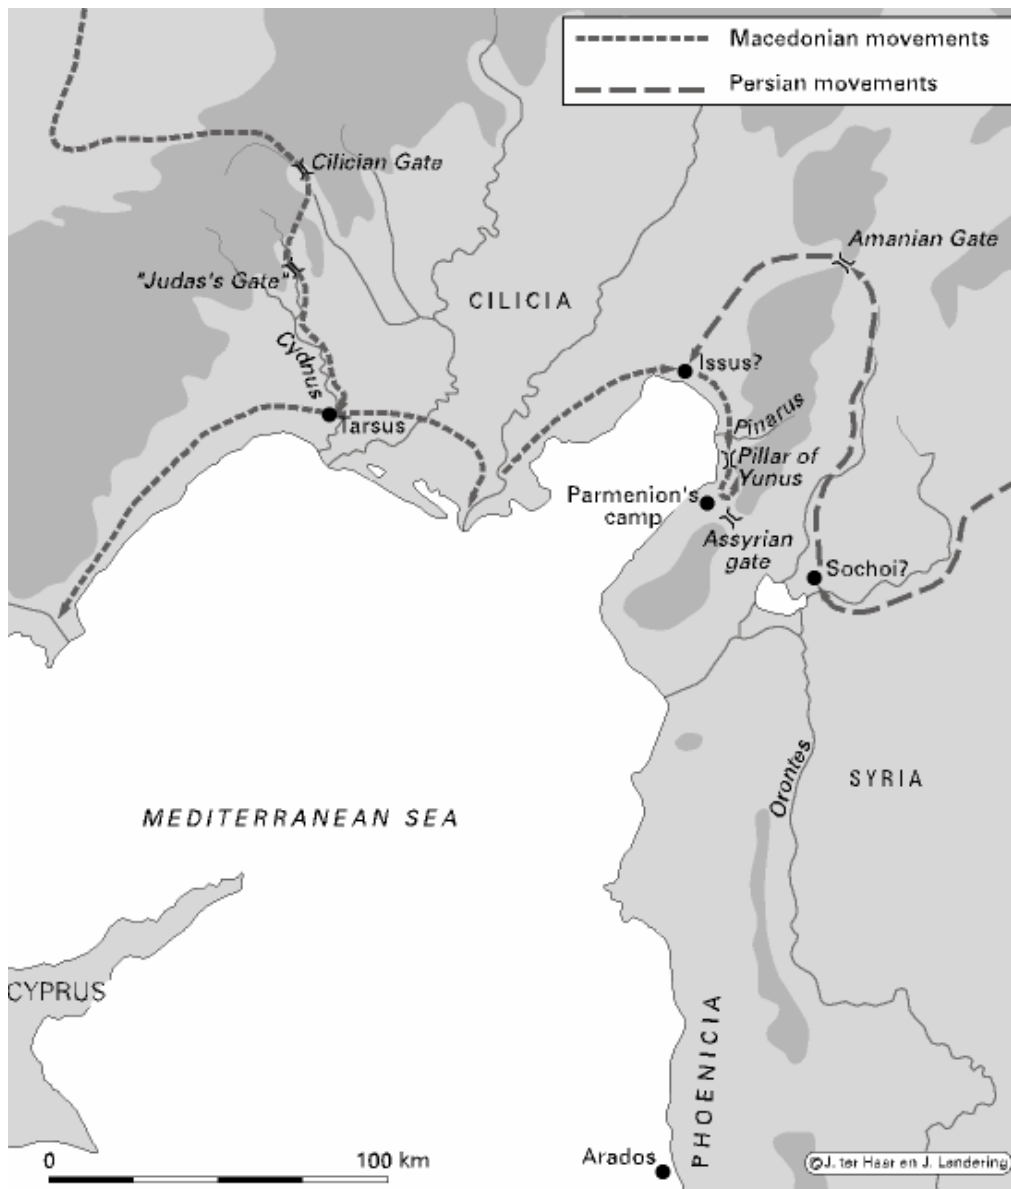 Macedonian movements
Persian movements
Cilician Gate
Amanian Gate
"Judas's Gate"
CILICIA
Cydnus
Issus?
Tarsus
Pinarus
Pillar of
Yunus
Parmenion's
camp
Assyrian
gate
Sochoi?
Orontes
SYRIA
MEDITERRANEAN SEA
CYPRUS
PHOENICIA
Arados
0 100 km
©J. ter Haar en J. Lendering